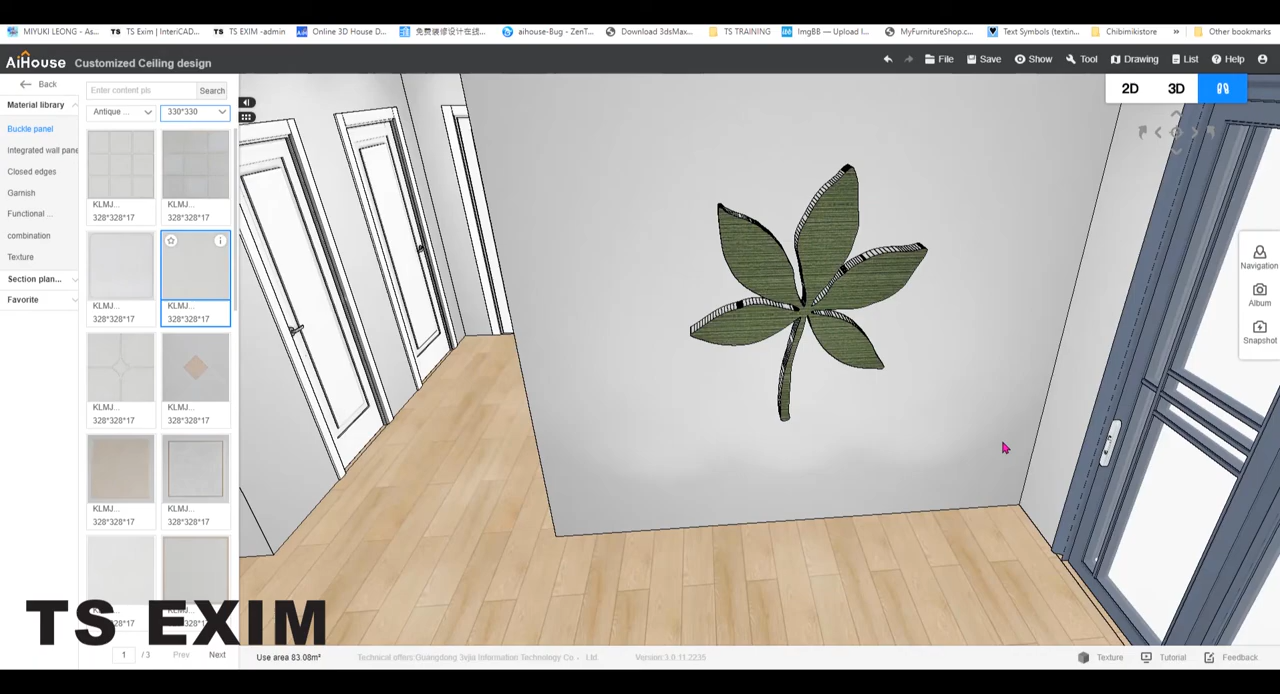 MIYUKI LEONG - As...
TS Exim | InteriCAD...
TS EXIM -admin
Online 3D House D...
免费装修设计在线...
aihouse-Bug - ZenT...
Download 3dsMax...
TS TRAINING
ImgBB — Upload I...
MyFurnitureShop.c...
Text Symbols (textin...
Chibimikistore
»
Other bookmarks
AiHouse
Customized Ceiling design
File
Save
Show
Tool
Drawing
List
Help
Back
Enter content pls
Search
2D
3D
Material library
Antique ...
330*330
Buckle panel
Integrated wall pane
Closed edges
Garnish
Functional ...
combination
Texture
Section plan...
Favorite
KLMJ...
328*328*17
KLMJ...
328*328*17
KLMJ...
328*328*17
KLMJ...
328*328*17
KLMJ...
328*328*17
KLMJ...
328*328*17
KLMJ...
328*328*17
KLMJ...
328*328*17
Navigation
Album
Snapshot
TS EXIM
1
/ 3
Prev
Next
Use area 83.08m²
Technical offers:Guangdong 3vjia Information Technology Co., Ltd.
Version:3.0.11.2235
Texture
Tutorial
Feedback